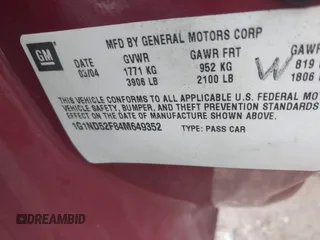 GM
MFD BY GENERAL MOTORS CORP
DATE GVWR GAWR FRT GAWR
03/04 1771 KG 952 KG W 819
3906 LB 2100 LB 1806
THIS VEHICLE CONFORMS TO ALL APPLICABLE U.S. FEDERAL MOTOR
VEHICLE SAFETY, BUMPER, AND THEFT PREVENTION STANDARDS
IN EFFECT ON THE DATE OF MANUFACTURE SHOWN ABOVE.
1G1ND52F84M649352 TYPE: PASS CAR
DREAMBID